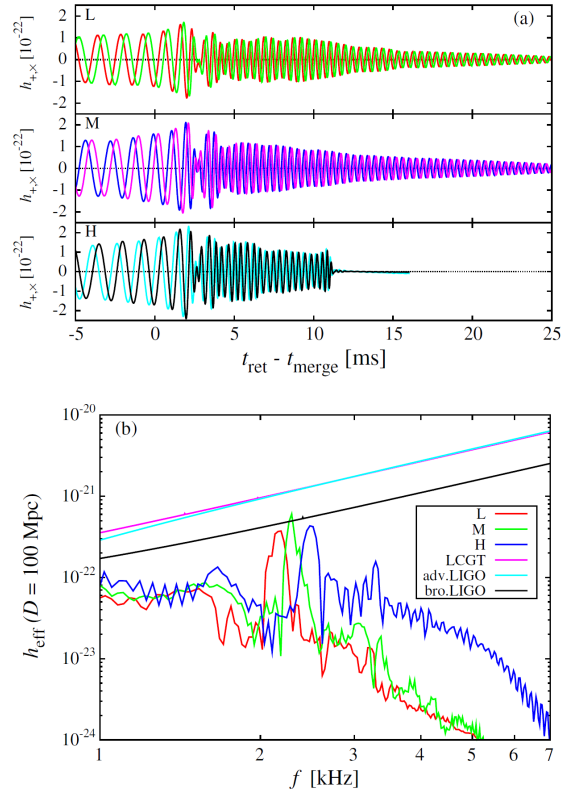 L (a)
h+,× [10-22]
2
1
0
-1
-2
M
h+,× [10-22]
2
1
0
-1
-2
H
h+,× [10-22]
2
1
0
-1
-2
-5 0 5 10 15 20 25
tret - tmerge [ms]
(b)
heff (D = 100 Mpc)
10-20
10-21
10-22
10-23
10-24
L
M
H
LCGT
adv.LIGO
bro.LIGO
1 2 3 4 5 6 7
f [kHz]